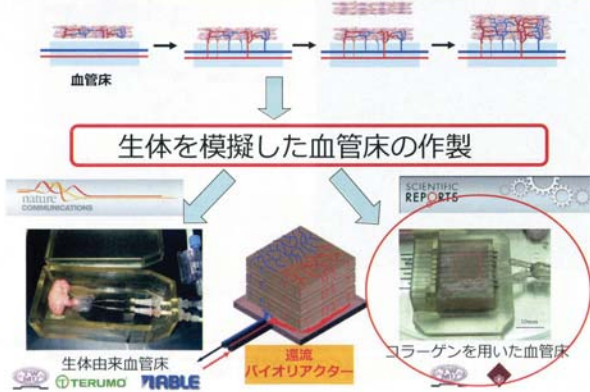 血管床
生体を模擬した血管床の作製
nature
COMMUNICATIONS
SCIENTIFIC
REPORTS
10mm
生体由来血管床
還流
バイオリアクター
コラーゲンを用いた血管床
TERUMO
ABLE